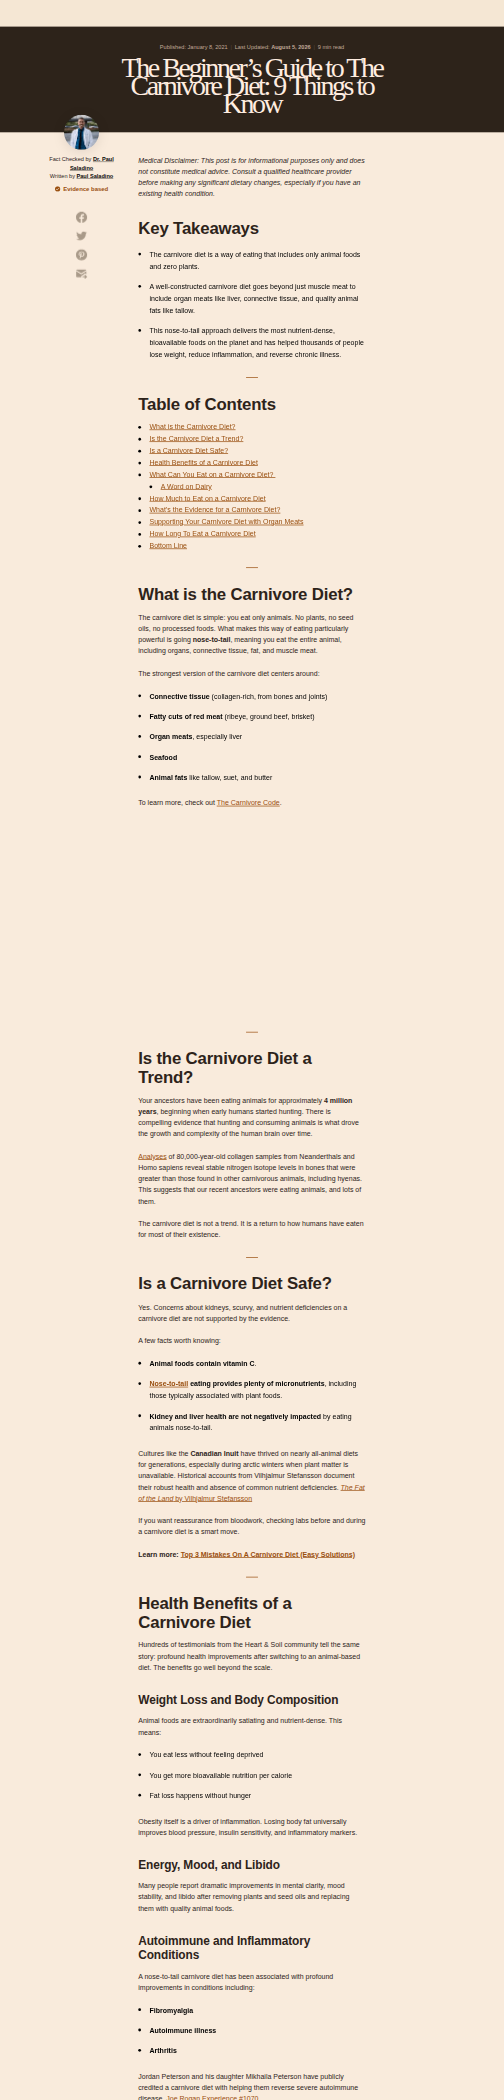 Published: January 8, 2021 | Last Updated: August 5, 2026 | 9 min read
The Beginner's Guide to The
Carnivore Diet: 9 Things to
Know
Fact Checked by Dr. Paul
Saladino
Written by Paul Saladino
Evidence based
Medical Disclaimer: This post is for informational purposes only and does
not constitute medical advice. Consult a qualified healthcare provider
before making any significant dietary changes, especially if you have an
existing health condition.
Key Takeaways
• The carnivore diet is a way of eating that includes only animal foods
and zero plants.
• A well-constructed carnivore diet goes beyond just muscle meat to
include organ meats like liver, connective tissue, and quality animal
fats like tallow.
• This nose-to-tail approach delivers the most nutrient-dense,
bioavailable foods on the planet and has helped thousands of people
lose weight, reduce inflammation, and reverse chronic illness.
Table of Contents
• What is the Carnivore Diet?
• Is the Carnivore Diet a Trend?
• Is a Carnivore Diet Safe?
• Health Benefits of a Carnivore Diet
• What Can You Eat on a Carnivore Diet?
• A Word on Dairy
• How Much to Eat on a Carnivore Diet
• What's the Evidence for a Carnivore Diet?
• Supporting Your Carnivore Diet with Organ Meats
• How Long To Eat a Carnivore Diet
• Bottom Line
What is the Carnivore Diet?
The carnivore diet is simple: you eat only animals. No plants, no seed
oils, no processed foods. What makes this way of eating particularly
powerful is going nose-to-tail, meaning you eat the entire animal,
including organs, connective tissue, fat, and muscle meat.
The strongest version of the carnivore diet centers around:
• Connective tissue (collagen-rich, from bones and joints)
• Fatty cuts of red meat (ribeye, ground beef, brisket)
• Organ meats, especially liver
• Seafood
• Animal fats like tallow, suet, and butter
To learn more, check out The Carnivore Code.
Is the Carnivore Diet a
Trend?
Your ancestors have been eating animals for approximately 4 million
years, beginning when early humans started hunting. There is
compelling evidence that hunting and consuming animals is what drove
the growth and complexity of the human brain over time.
Analyses of 80,000-year-old collagen samples from Neanderthals and
Homo sapiens reveal stable nitrogen isotope levels in bones that were
greater than those found in other carnivorous animals, including hyenas.
This suggests that our recent ancestors were eating animals, and lots of
them.
The carnivore diet is not a trend. It is a return to how humans have eaten
for most of their existence.
Is a Carnivore Diet Safe?
Yes. Concerns about kidneys, scurvy, and nutrient deficiencies on a
carnivore diet are not supported by the evidence.
A few facts worth knowing:
• Animal foods contain vitamin C.
• Nose-to-tail eating provides plenty of micronutrients, including
those typically associated with plant foods.
• Kidney and liver health are not negatively impacted by eating
animals nose-to-tail.
Cultures like the Canadian Inuit have thrived on nearly all-animal diets
for generations, especially during arctic winters when plant matter is
unavailable. Historical accounts from Vilhjalmur Stefansson document
their robust health and absence of common nutrient deficiencies. The Fat
of the Land by Vilhjalmur Stefansson
If you want reassurance from bloodwork, checking labs before and during
a carnivore diet is a smart move.
Learn more: Top 3 Mistakes On A Carnivore Diet (Easy Solutions)
Health Benefits of a
Carnivore Diet
Hundreds of testimonials from the Heart & Soil community tell the same
story: profound health improvements after switching to an animal-based
diet. The benefits go well beyond the scale.
Weight Loss and Body Composition
Animal foods are extraordinarily satiating and nutrient-dense. This
means:
• You eat less without feeling deprived
• You get more bioavailable nutrition per calorie
• Fat loss happens without hunger
Obesity itself is a driver of inflammation. Losing body fat universally
improves blood pressure, insulin sensitivity, and inflammatory markers.
Energy, Mood, and Libido
Many people report dramatic improvements in mental clarity, mood
stability, and libido after removing plants and seed oils and replacing
them with quality animal foods.
Autoimmune and Inflammatory
Conditions
A nose-to-tail carnivore diet has been associated with profound
improvements in conditions including:
• Fibromyalgia
• Autoimmune illness
• Arthritis
Jordan Peterson and his daughter Mikhaila Peterson have publicly
credited a carnivore diet with helping them reverse severe autoimmune
disease. Joe Rogan Experience #1070